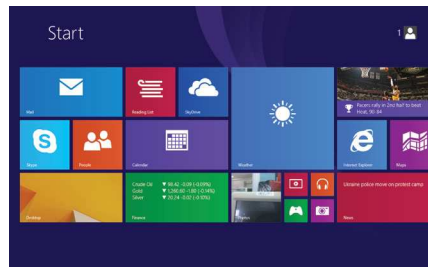 Start
1
Mail
Reading List
SkyDrive
Pacers rally in 2nd half to beat
Heat, 90-84
Skype
People
Calendar
Weather
Internet Explorer
Maps
Desktop
Crude Oil ▼ 98.42 -0.09 (-0.09%)
Gold ▼ 1,260.80 -1.80 (-0.14%)
Silver ▼ 20.24 -0.02 (-0.10%)
Finance
Photos
Ukraine police move on protest camp
News